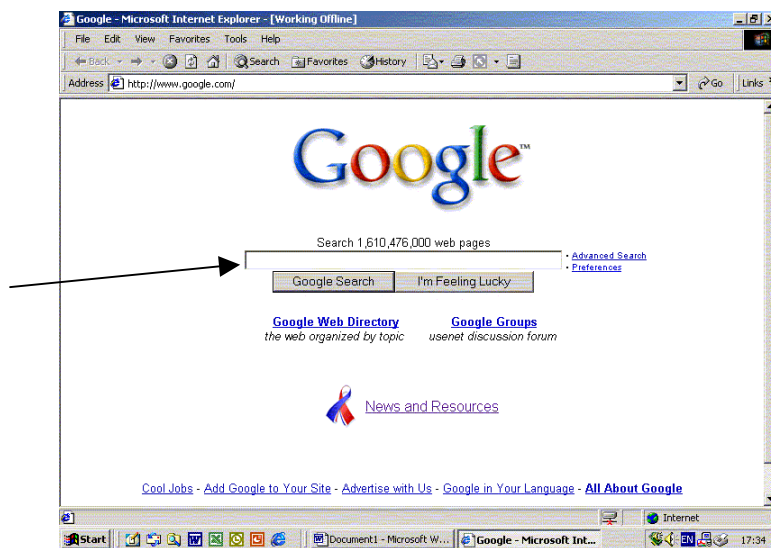 Google - Microsoft Internet Explorer - [Working Offline]
File Edit View Favorites Tools Help
Back Search Favorites History
Address http://www.google.com/ Go Links
Google™
Search 1,610,476,000 web pages
• Advanced Search
• Preferences
Google Search I'm Feeling Lucky
Google Web Directory Google Groups
the web organized by topic usenet discussion forum
News and Resources
Cool Jobs - Add Google to Your Site - Advertise with Us - Google in Your Language - All About Google
Internet
Start Document1 - Microsoft W... Google - Microsoft Int... EN 17:34